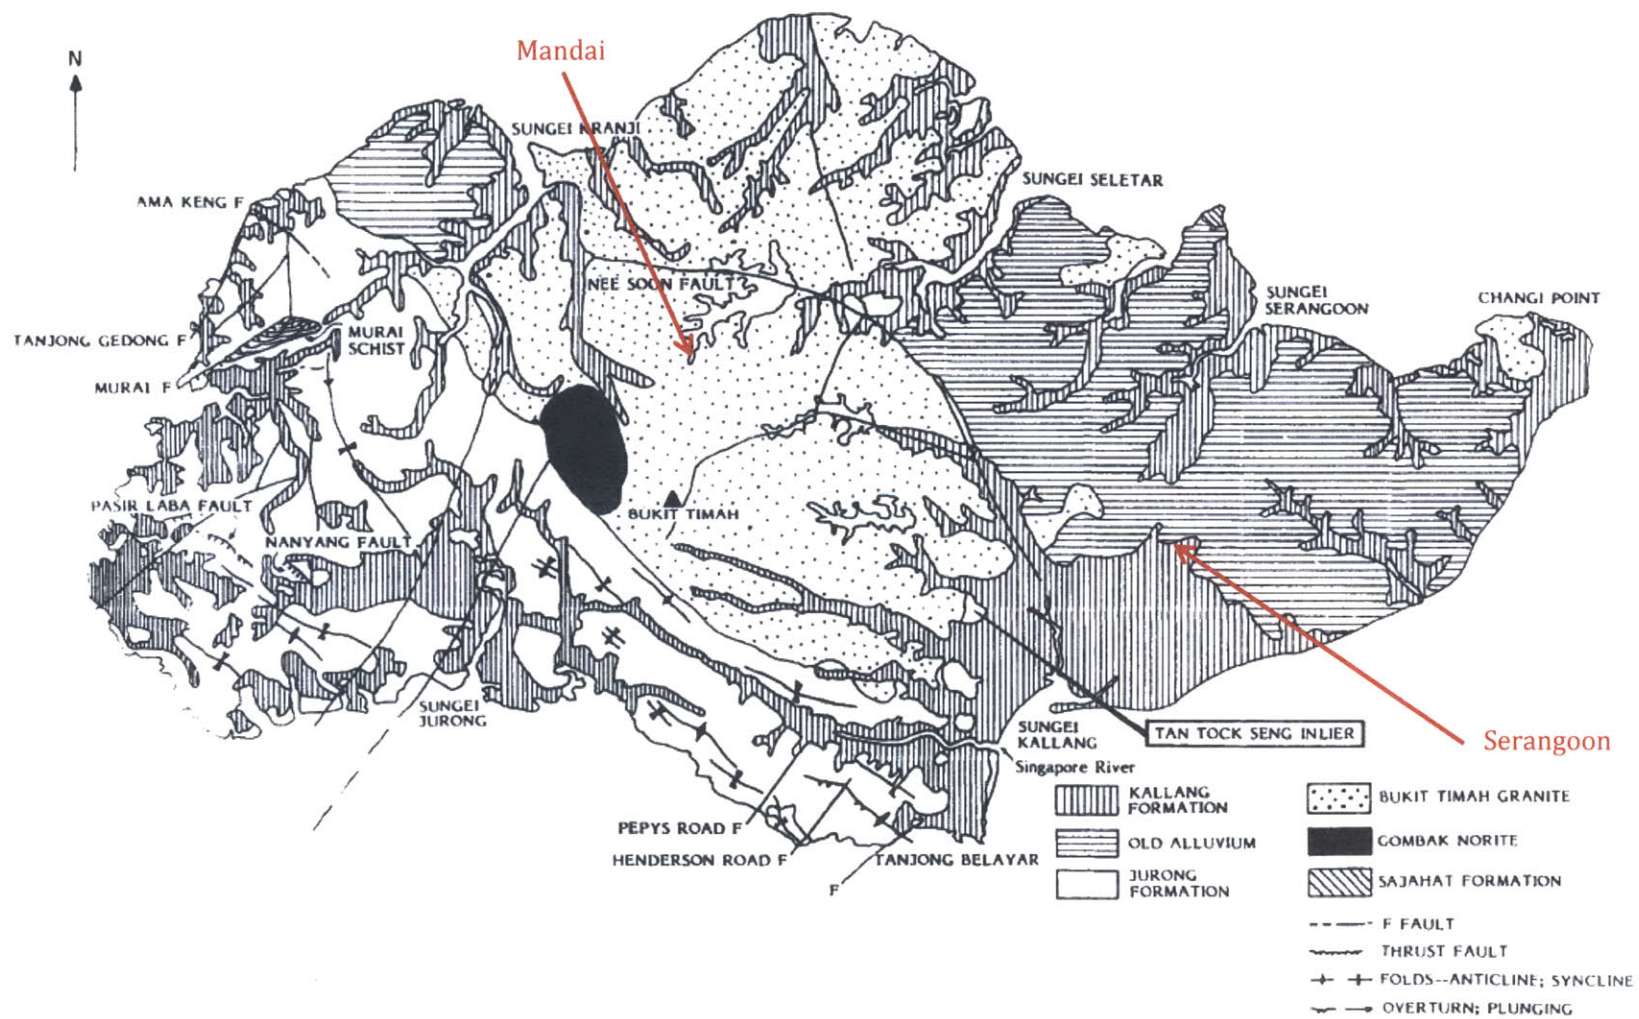 Mandai
N
SUNGEI KRANJI
SUNGEI SELETAR
AMA KENG F
NEE SOON FAULT
SUNGEI
SERANGOON
CHANGI POINT
TANJONG GEDONG F
MURAI
SCHIST
MURAI F
PASIR LABA FAULT
BUKIT TIMAH
NANYANG FAULT
SUNGEI
JURONG
SUNGEI
KALLANG
TAN TOCK SENG INLIER
Serangoon
Singapore River
PEPYS ROAD F
HENDERSON ROAD F
TANJONG BELAYAR
F
KALLANG
FORMATION
OLD ALLUVIUM
JURONG
FORMATION
BUKIT TIMAH GRANITE
GOMBAK NORITE
SAJAHAT FORMATION
F FAULT
THRUST FAULT
FOLDS--ANTICLINE; SYNCLINE
OVERTURN; PLUNGING